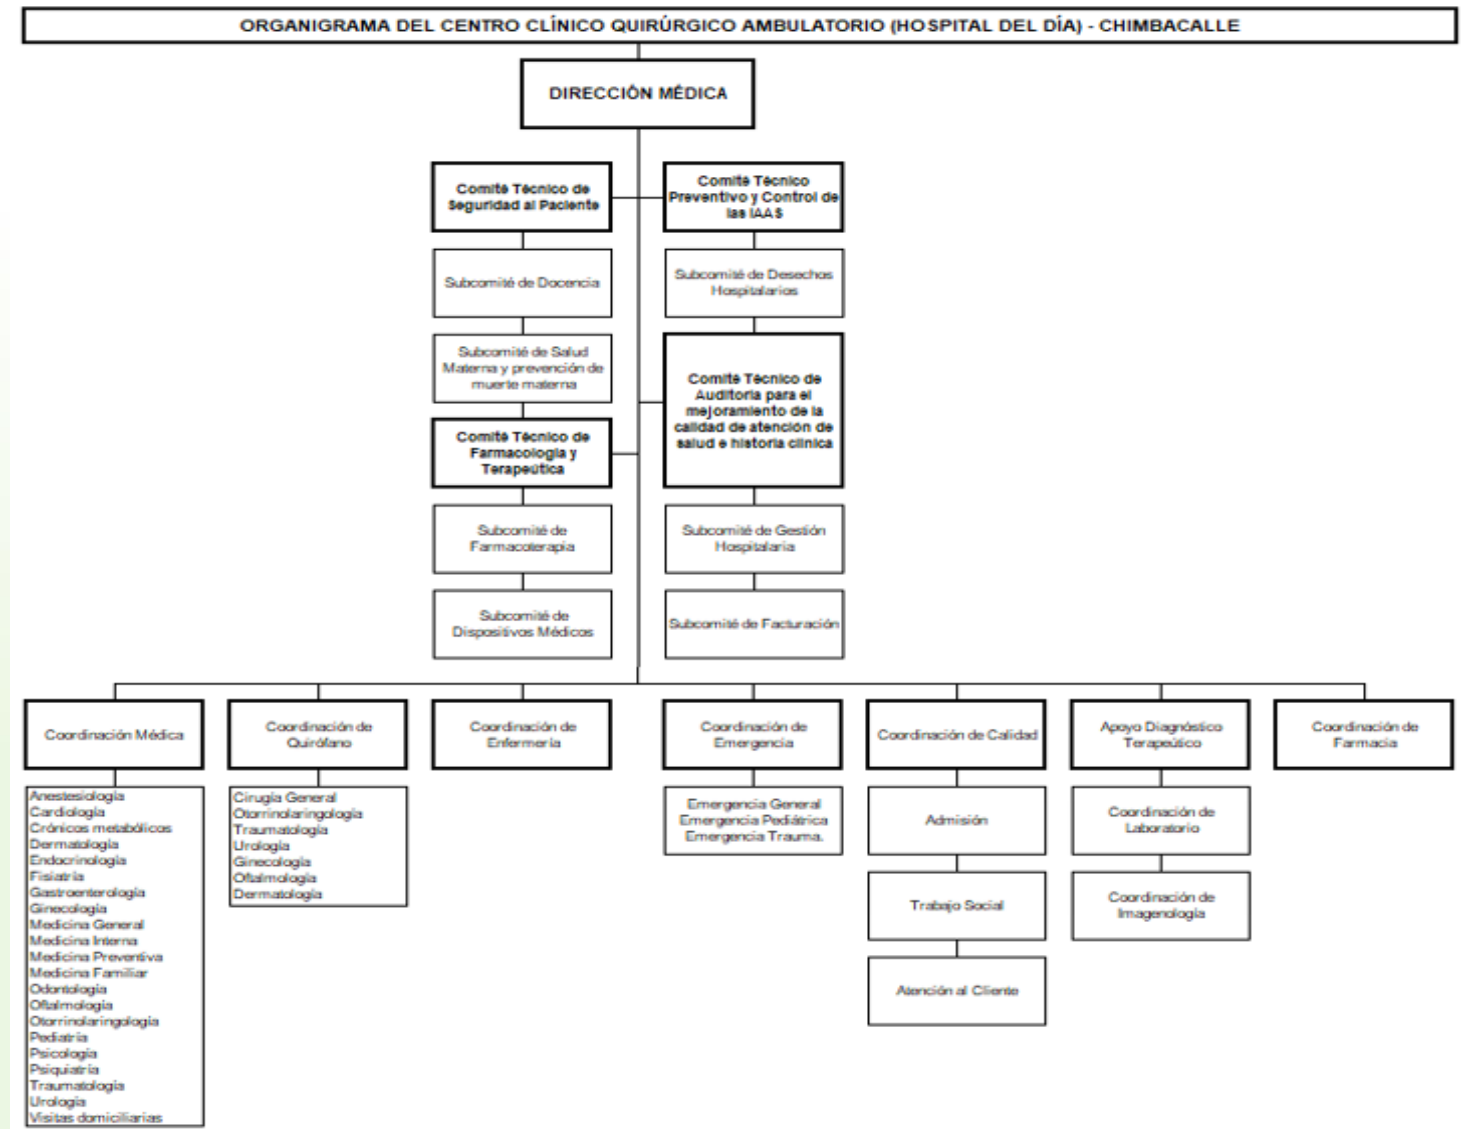 ORGANIGRAMA DEL CENTRO CLÍNICO QUIRÚRGICO AMBULATORIO (HOSPITAL DEL DÍA) - CHIMBACALLE
DIRECCIÓN MÉDICA
Comité Técnico de
Seguridad al Paciente
Comité Técnico
Preventivo y Control de
las IAAS
Subcomité de Docencia
Subcomité de Desechos
Hospitalarios
Subcomité de Salud
Materna y prevención de
muerte materna
Comité Técnico de
Auditoria para el
mejoramiento de la
calidad de atención de
salud e historia clínica
Comité Técnico de
Farmacología y
Terapeútica
Subcomité de
Farmacoterapia
Subcomité de Gestión
Hospitalaria
Subcomité de
Dispositivos Médicos
Subcomité de Facturación
Coordinación Médica
Coordinación de
Quirófano
Coordinación de
Enfermería
Coordinación de
Emergencia
Coordinación de Calidad
Apoyo Diagnóstico
Terapeútico
Coordinación de
Farmacia
Anestesiología
Cardiología
Crónicos metabólicos
Dermatología
Endocrinología
Fisiatría
Gastroenterología
Ginecología
Medicina General
Medicina Interna
Medicina Preventiva
Medicina Familiar
Odontología
Oftalmología
Otorrinolaringología
Pediatría
Psicología
Psiquiatría
Traumatología
Urología
Visitas domiciliarias
Cirugía General
Otorrinolaringología
Traumatología
Urología
Ginecología
Oftalmología
Dermatología
Emergencia General
Emergencia Pediátrica
Emergencia Trauma.
Admisión
Trabajo Social
Atención al Cliente
Coordinación de
Laboratorio
Coordinación de
Imagenología